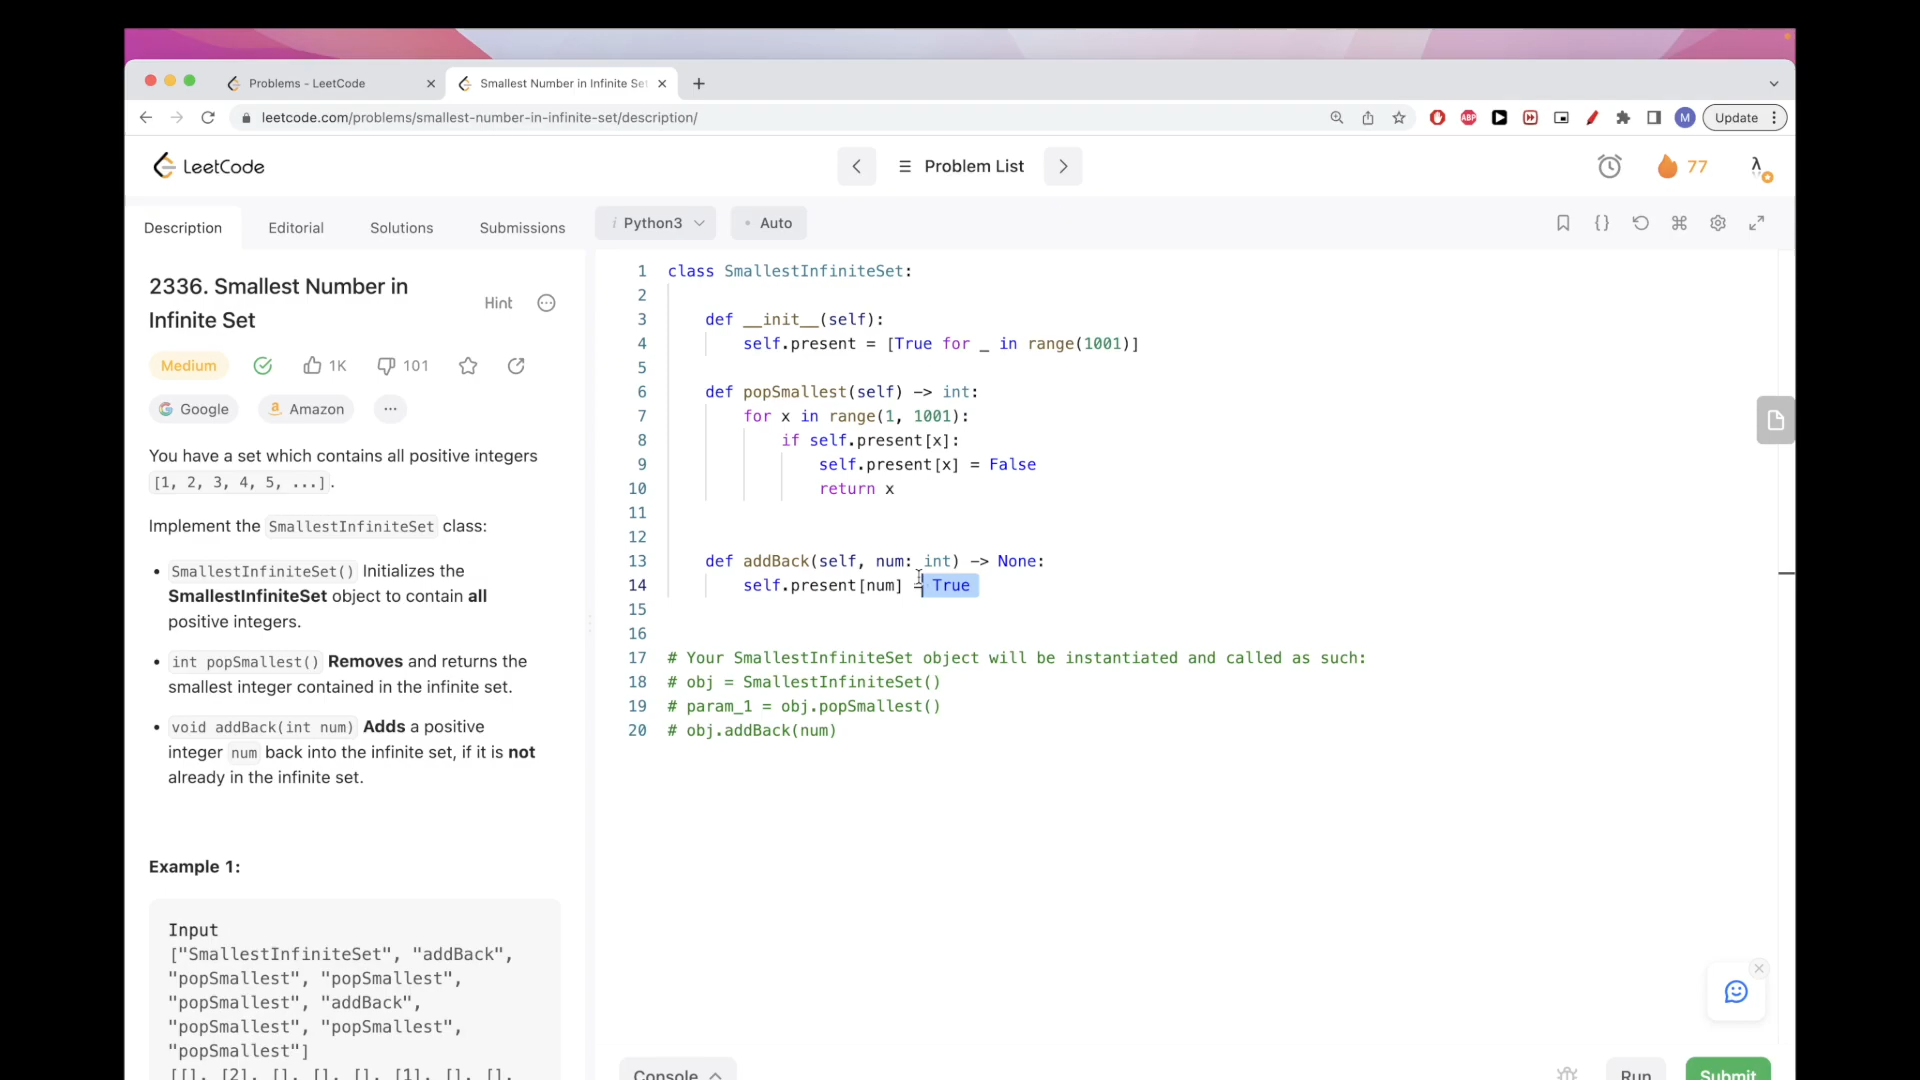 Problems - LeetCode
Smallest Number in Infinite Set
leetcode.com/problems/smallest-number-in-infinite-set/description/
ABP
M
Update
LeetCode
Problem List
77
Description
Editorial
Solutions
Submissions
i Python3
Auto
2336. Smallest Number in
Infinite Set
Hint
Medium
1K
101
Google
Amazon
You have a set which contains all positive integers
[1, 2, 3, 4, 5, ...].
Implement the SmallestInfiniteSet class:
• SmallestInfiniteSet() Initializes the
SmallestInfiniteSet object to contain all
positive integers.
• int popSmallest() Removes and returns the
smallest integer contained in the infinite set.
• void addBack(int num) Adds a positive
integer num back into the infinite set, if it is not
already in the infinite set.
Example 1:
Input
["SmallestInfiniteSet", "addBack",
"popSmallest", "popSmallest",
"popSmallest", "addBack",
"popSmallest", "popSmallest",
"popSmallest"]
[[], [2], [], [], [], [1], [], [],
1 class SmallestInfiniteSet:
2
3 def __init__(self):
4 self.present = [True for _ in range(1001)]
5
6 def popSmallest(self) -> int:
7 for x in range(1, 1001):
8 if self.present[x]:
9 self.present[x] = False
10 return x
11
12
13 def addBack(self, num: int) -> None:
14 self.present[num] = True
15
16
17 # Your SmallestInfiniteSet object will be instantiated and called as such:
18 # obj = SmallestInfiniteSet()
19 # param_1 = obj.popSmallest()
20 # obj.addBack(num)
Console
Run
Submit